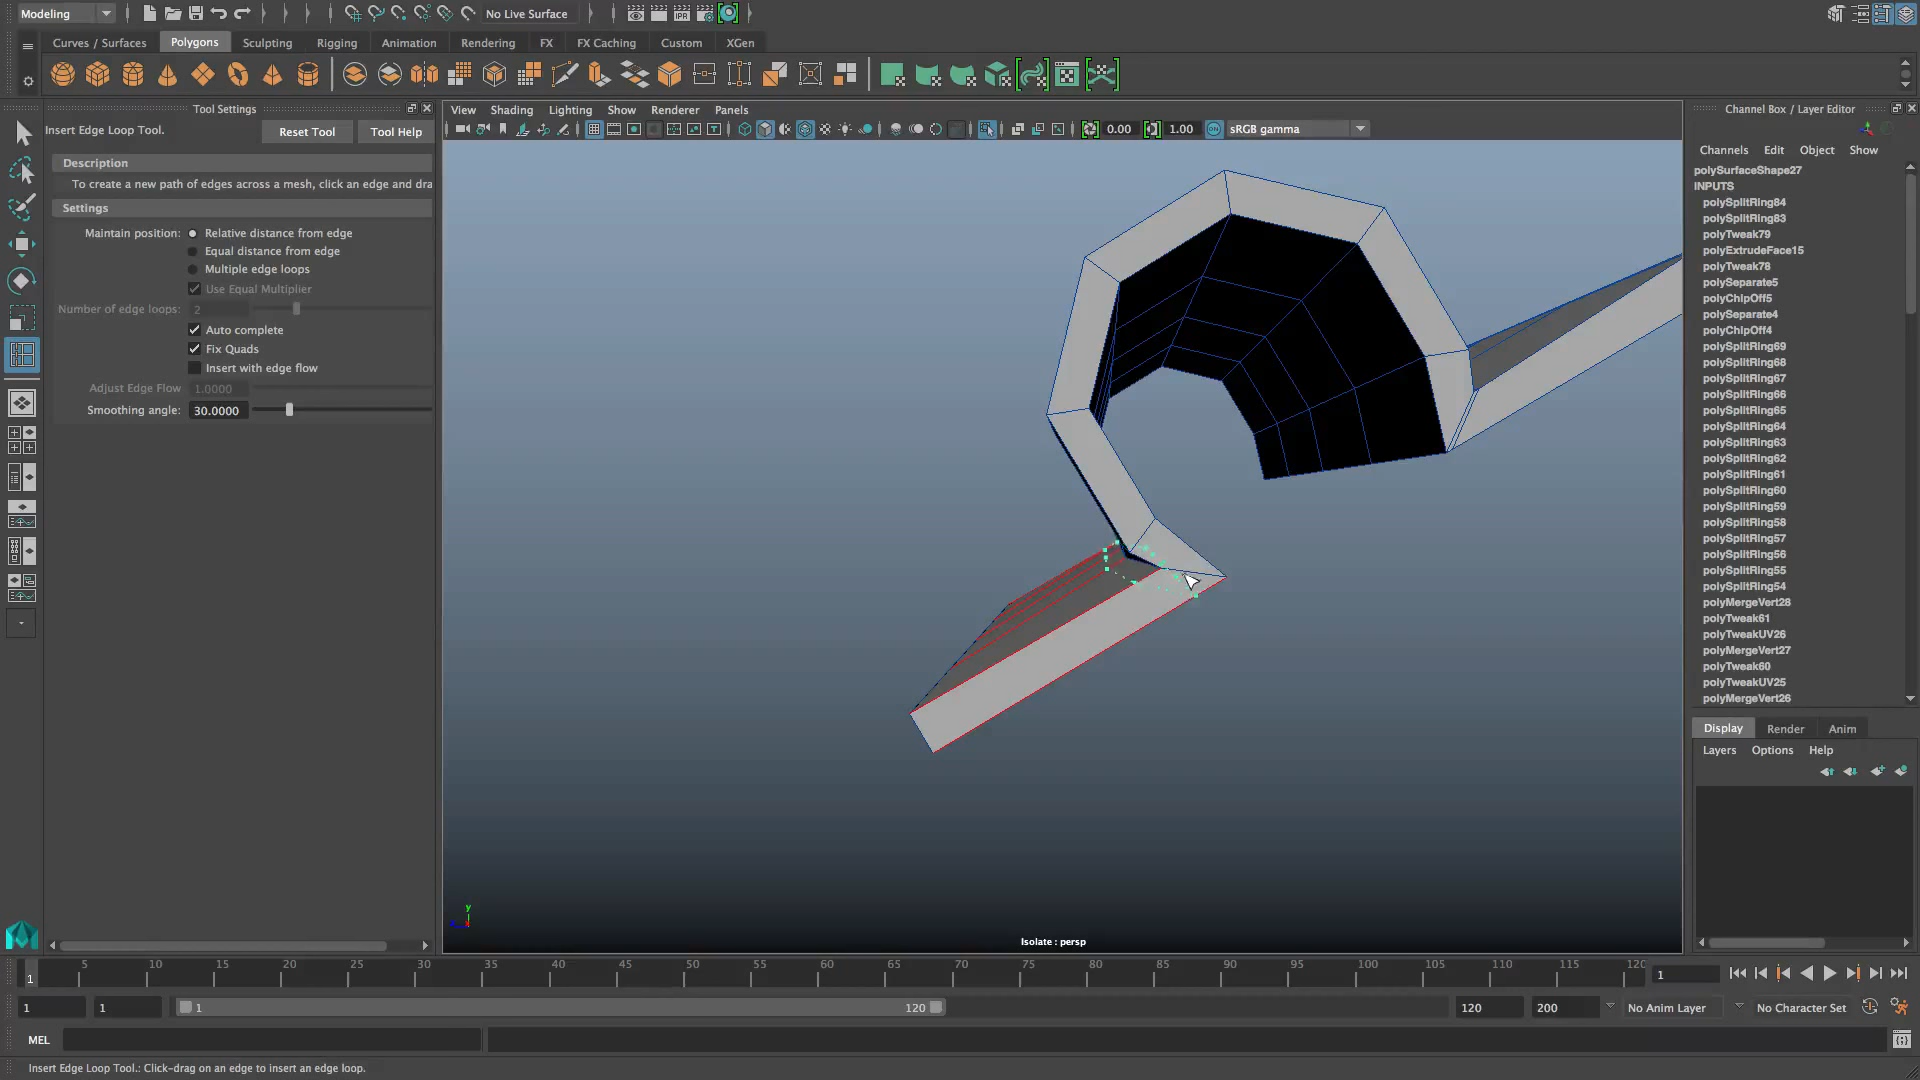 Modeling
No Live Surface
Curves / Surfaces Polygons Sculpting Rigging Animation Rendering FX FX Caching Custom XGen
Tool Settings
Insert Edge Loop Tool.
Reset Tool
Tool Help
Description
To create a new path of edges across a mesh, click an edge and dra
Settings
Maintain position: Relative distance from edge
Equal distance from edge
Multiple edge loops
Use Equal Multiplier
Number of edge loops: 2
Auto complete
Fix Quads
Insert with edge flow
Adjust Edge Flow 1.0000
Smoothing angle: 30.0000
View Shading Lighting Show Renderer Panels
IPR
0.00 1.00 sRGB gamma
y
Isolate : persp
Channel Box / Layer Editor
Channels Edit Object Show
polySurfaceShape27
INPUTS
polySplitRing84
polySplitRing83
polyTweak79
polyExtrudeFace15
polyTweak78
polySeparate5
polyChipOff5
polySeparate4
polyChipOff4
polySplitRing69
polySplitRing68
polySplitRing67
polySplitRing66
polySplitRing65
polySplitRing64
polySplitRing63
polySplitRing62
polySplitRing61
polySplitRing60
polySplitRing59
polySplitRing58
polySplitRing57
polySplitRing56
polySplitRing55
polySplitRing54
polyMergeVert28
polyTweak61
polyTweakUV26
polyMergeVert27
polyTweak60
polyTweakUV25
polyMergeVert26
Display Render Anim
Layers Options Help
1 5 10 15 20 25 30 35 40 45 50 55 60 65 70 75 80 85 90 95 100 105 110 115 120
1
1 1 1 120 120 200 No Anim Layer No Character Set
MEL
Insert Edge Loop Tool.: Click-drag on an edge to insert an edge loop.